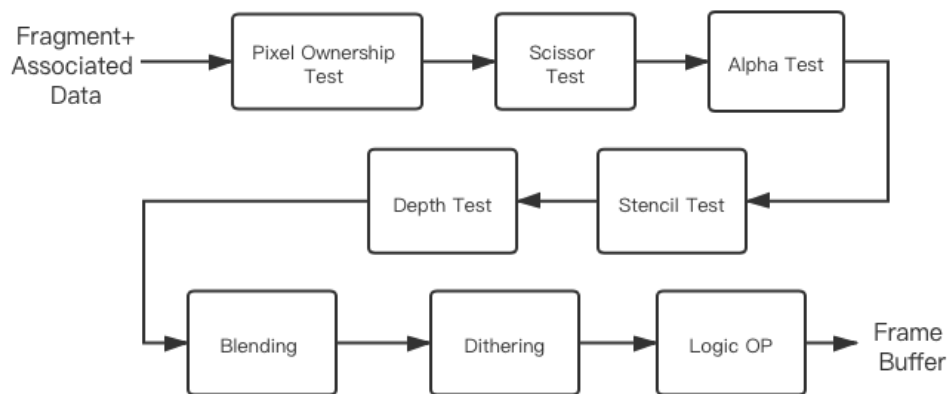 Fragment+
Associated
Data
Pixel Ownership
Test
Scissor
Test
Alpha Test
Depth Test
Stencil Test
Blending
Dithering
Logic OP
Frame
Buffer